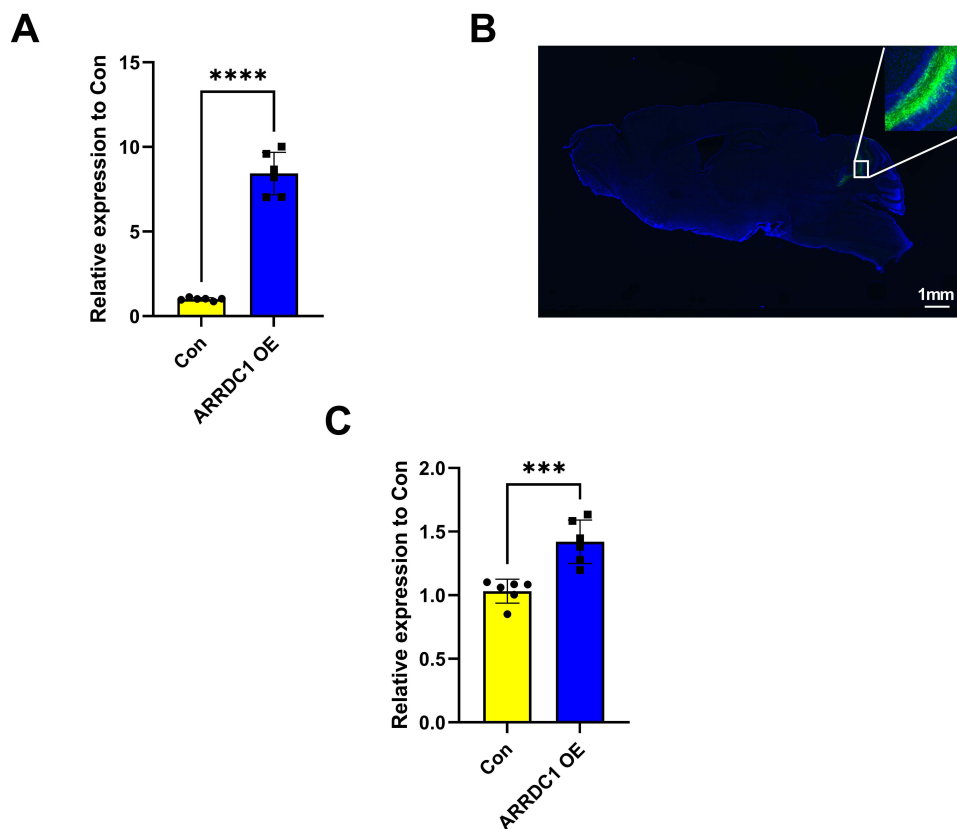 A
Relative expression to Con
15
10
5
0
****
Con
ARRDC1 OE
B
1mm
C
Relative expression to Con
2.0
1.5
1.0
0.5
0.0
***
Con
ARRDC1 OE